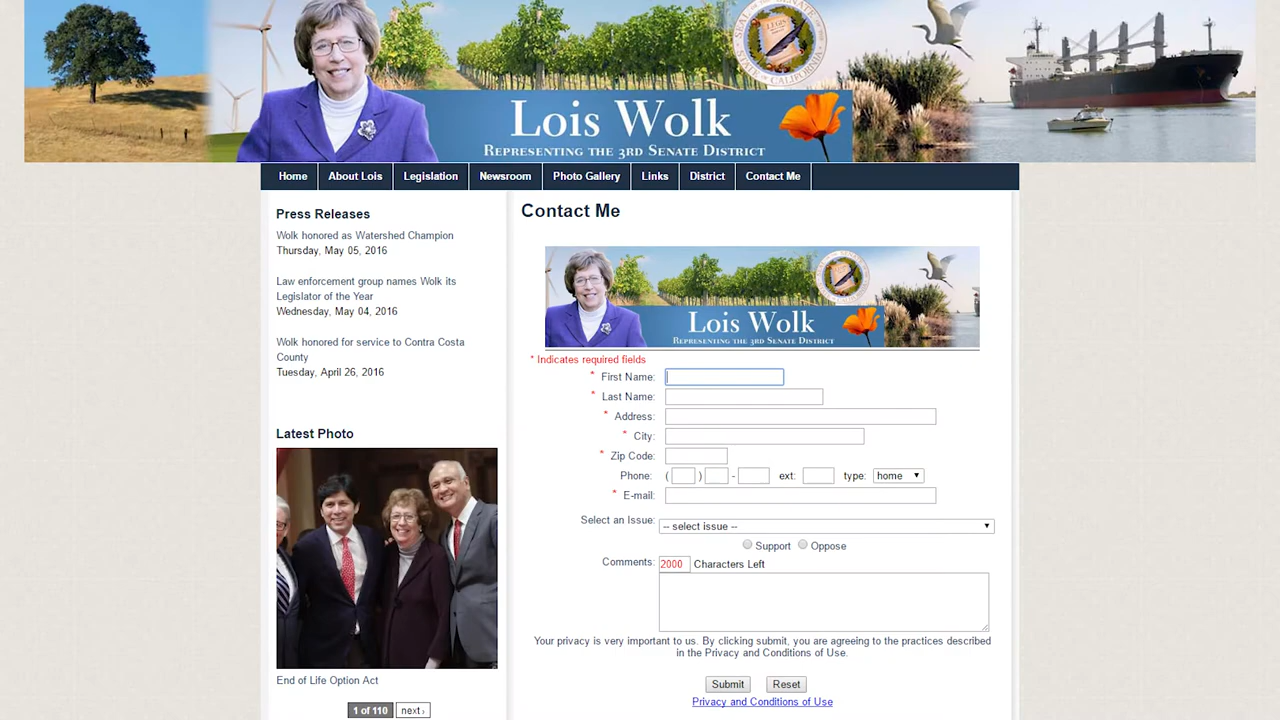 Lois Wolk
Representing the 3rd Senate District
Home About Lois Legislation Newsroom Photo Gallery Links District Contact Me
Press Releases
Wolk honored as Watershed Champion
Thursday, May 05, 2016
Law enforcement group names Wolk its
Legislator of the Year
Wednesday, May 04, 2016
Wolk honored for service to Contra Costa
County
Tuesday, April 26, 2016
Latest Photo
End of Life Option Act
1 of 110 next ›
Contact Me
Lois Wolk
Representing the 3rd Senate District
* Indicates required fields
* First Name:
* Last Name:
* Address:
* City:
* Zip Code:
Phone: ( ) - ext: type: home
* E-mail:
Select an Issue: -- select issue --
Support Oppose
Comments: 2000 Characters Left
Your privacy is very important to us. By clicking submit, you are agreeing to the practices described
in the Privacy and Conditions of Use.
Submit Reset
Privacy and Conditions of Use